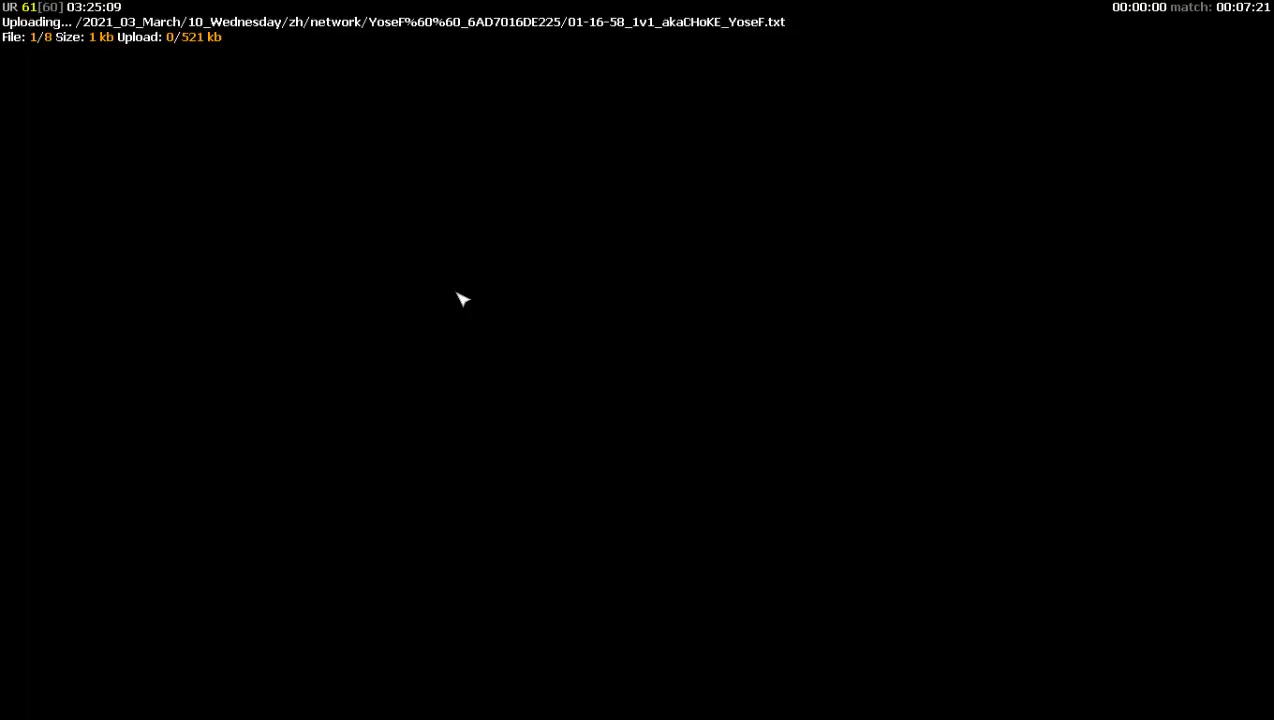 UR 61[60] 03:25:09
00:00:00 match: 00:07:21
Uploading... /2021_03_March/10_Wednesday/zh/network/YoseF%60%60_6AD7016DE225/01-16-58_1v1_akaCHoKE_YoseF.txt
File: 1/8 Size: 1 kb Upload: 0/521 kb